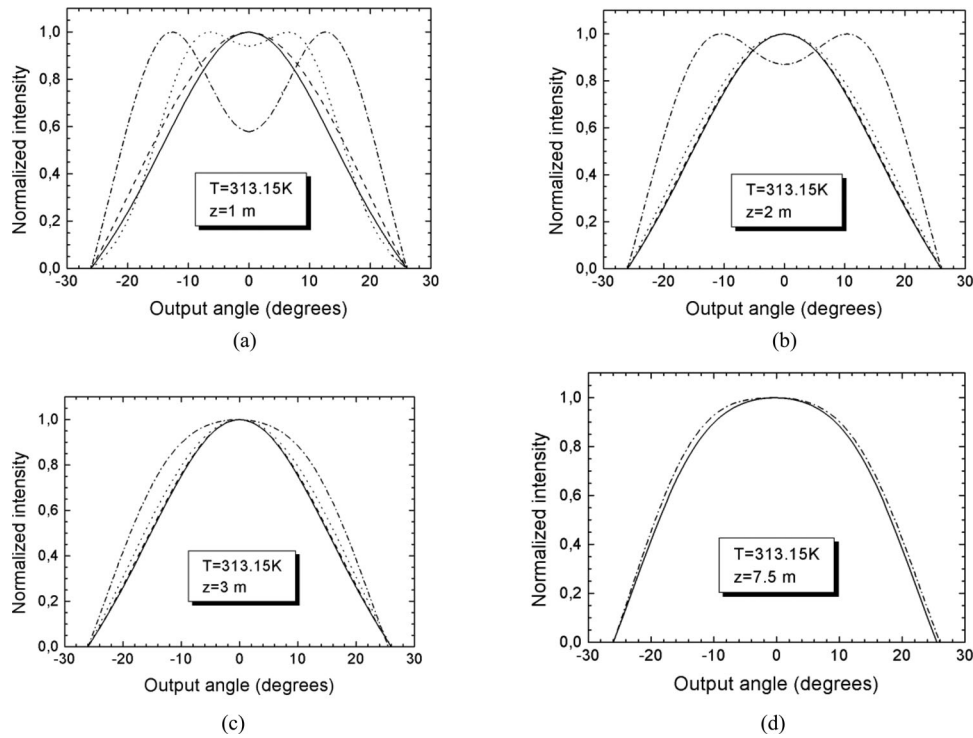 Normalized intensity
1,0
0,8
0,6
0,4
0,2
0,0
T=313.15K
z=1 m
-30 -20 -10 0 10 20 30
Output angle (degrees)
(a)
Normalized intensity
1,0
0,8
0,6
0,4
0,2
0,0
T=313.15K
z=2 m
-30 -20 -10 0 10 20 30
Output angle (degrees)
(b)
Normalized intensity
1,0
0,8
0,6
0,4
0,2
0,0
T=313.15K
z=3 m
-30 -20 -10 0 10 20 30
Output angle (degrees)
(c)
Normalized intensity
1,0
0,8
0,6
0,4
0,2
0,0
T=313.15K
z=7.5 m
-30 -20 -10 0 10 20 30
Output angle (degrees)
(d)